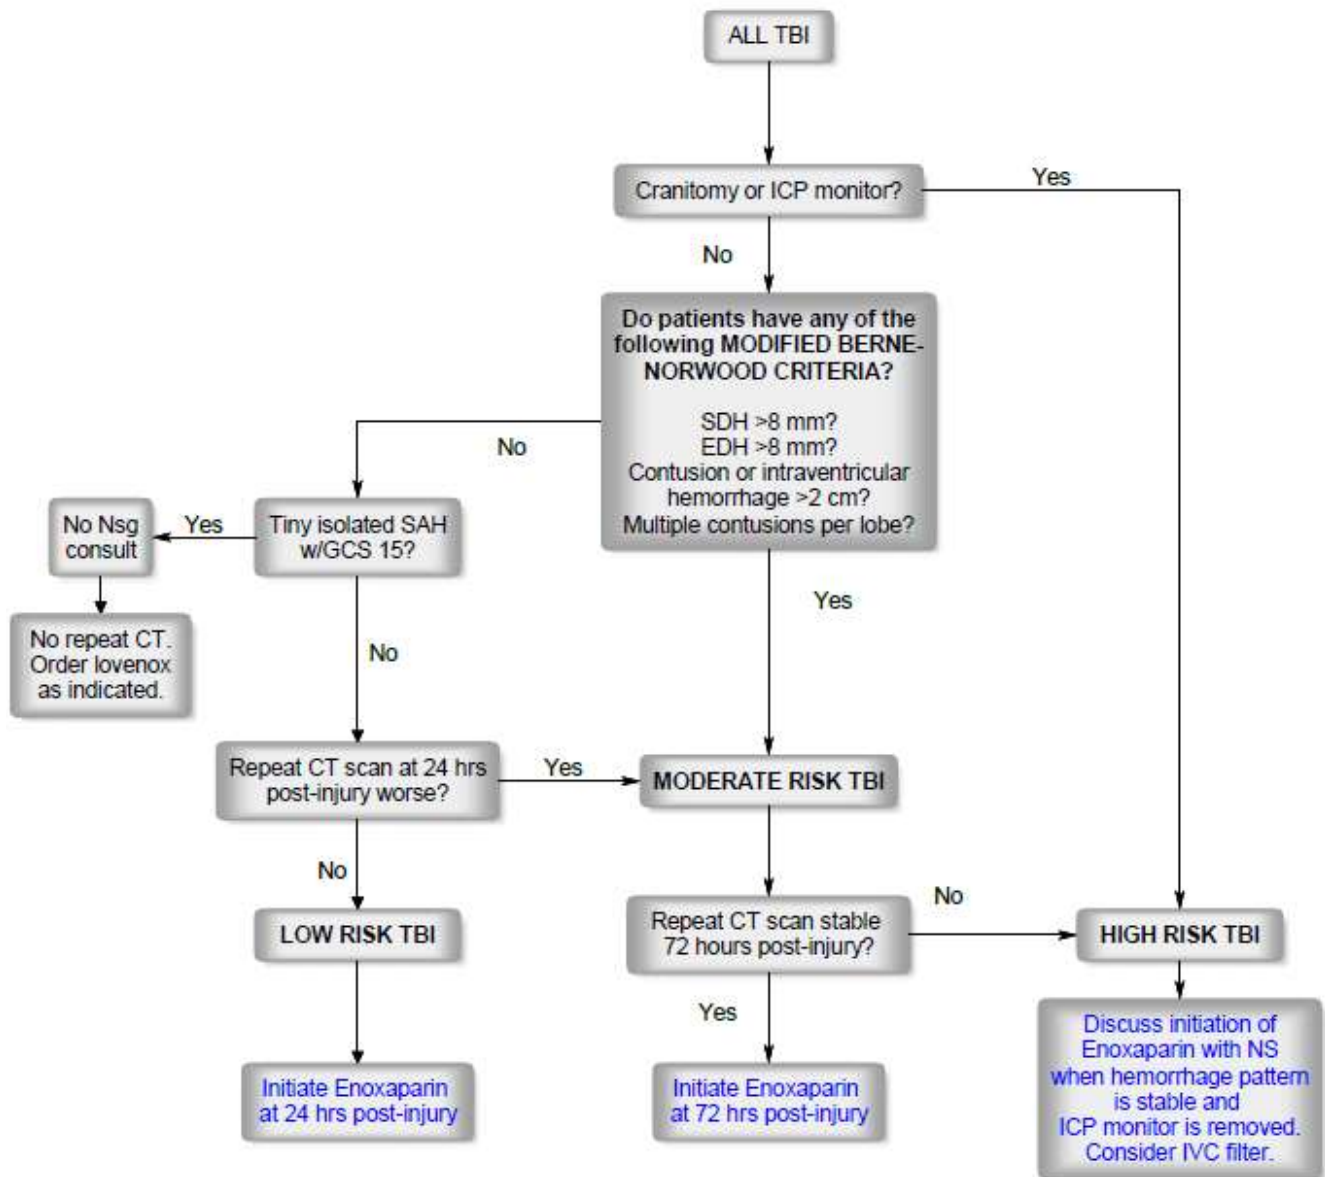 ALL TBI
Cranitomy or ICP monitor?
Yes
No
Do patients have any of the
following MODIFIED BERNE-
NORWOOD CRITERIA?
SDH >8 mm?
EDH >8 mm?
Contusion or intraventricular
hemorrhage >2 cm?
Multiple contusions per lobe?
No
Yes
Tiny isolated SAH
w/GCS 15?
Yes
No Nsg
consult
No repeat CT.
Order lovenox
as indicated.
No
Repeat CT scan at 24 hrs
post-injury worse?
Yes
MODERATE RISK TBI
No
LOW RISK TBI
Repeat CT scan stable
72 hours post-injury?
No
HIGH RISK TBI
Yes
Initiate Enoxaparin
at 24 hrs post-injury
Initiate Enoxaparin
at 72 hrs post-injury
Discuss initiation of
Enoxaparin with NS
when hemorrhage pattern
is stable and
ICP monitor is removed.
Consider IVC filter.